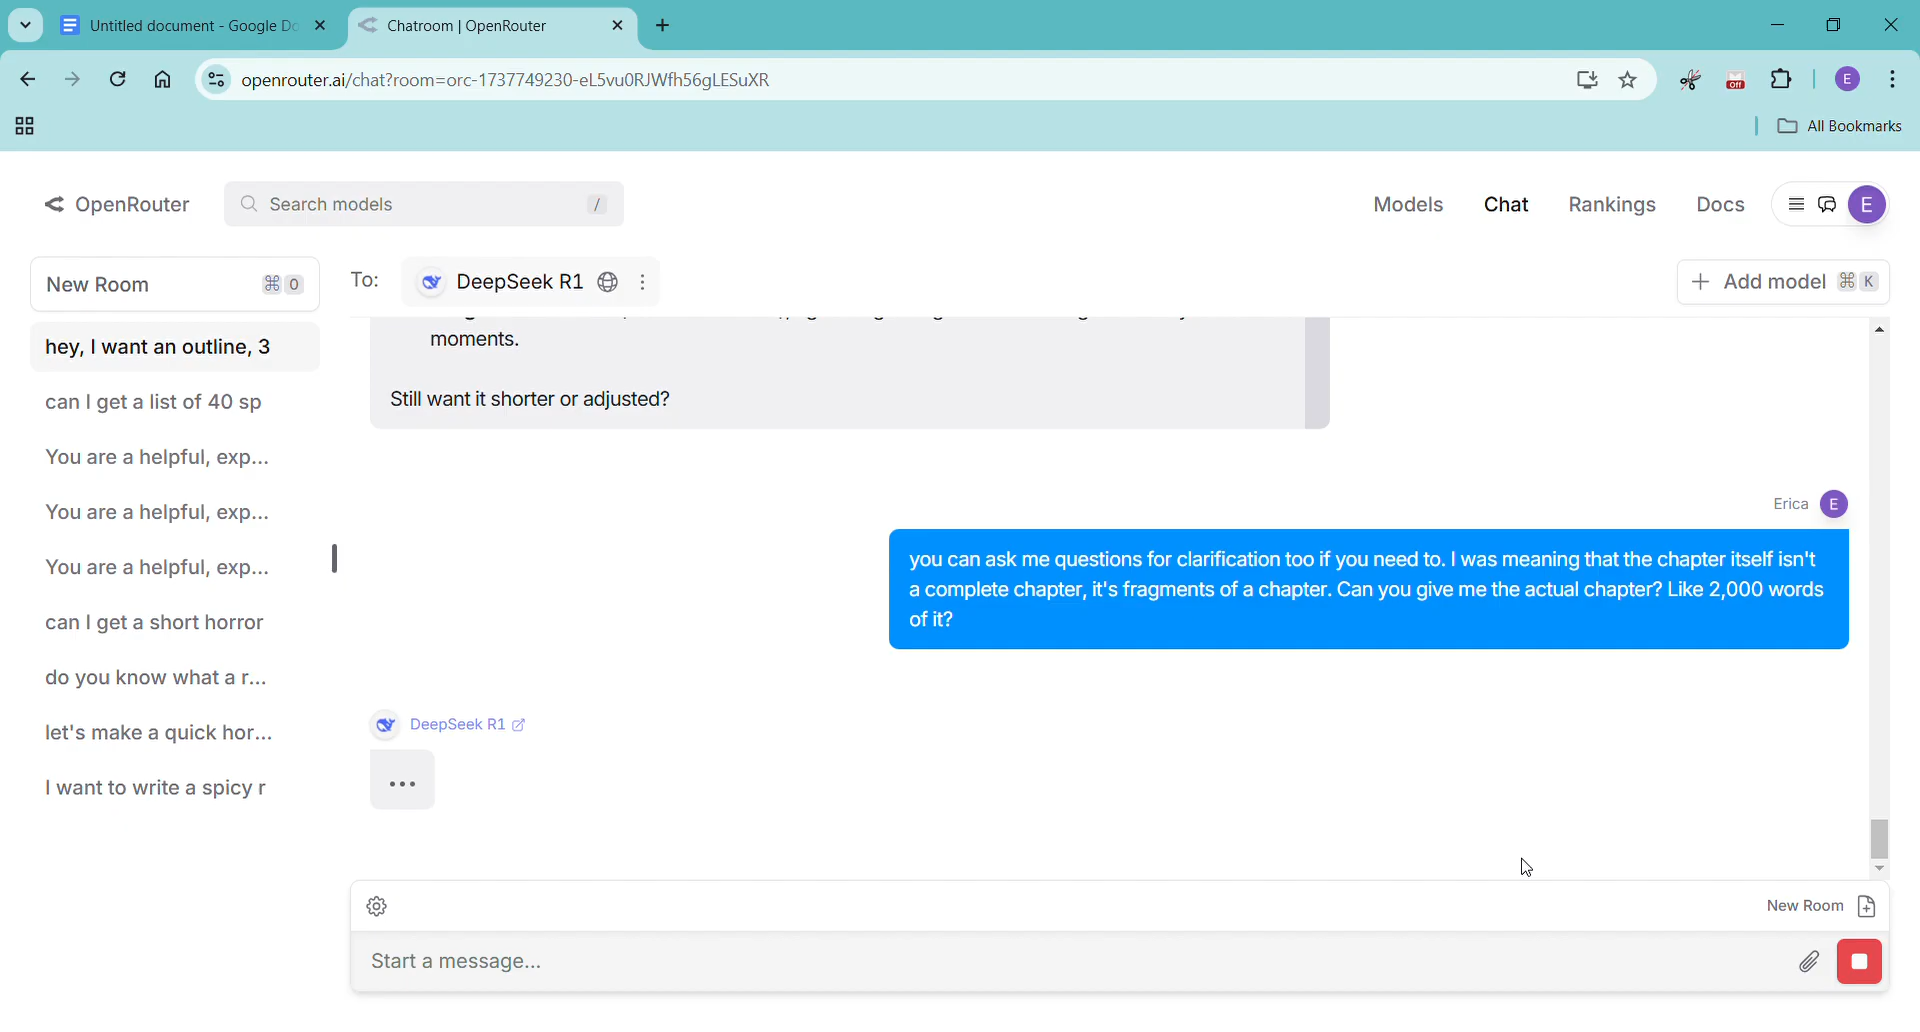 Untitled document - Google Do
Chatroom | OpenRouter
openrouter.ai/chat?room=orc-1737749230-eL5vu0RJWfh56gLESuXR
off
E
All Bookmarks
OpenRouter
Search models
/
Models
Chat
Rankings
Docs
E
New Room
⌘ 0
To:
DeepSeek R1
Add model
⌘ K
hey, I want an outline, 3
can I get a list of 40 sp
You are a helpful, exp...
You are a helpful, exp...
You are a helpful, exp...
can I get a short horror
do you know what a r...
let's make a quick hor...
I want to write a spicy r
moments.
Still want it shorter or adjusted?
Erica
E
you can ask me questions for clarification too if you need to. I was meaning that the chapter itself isn't
a complete chapter, it's fragments of a chapter. Can you give me the actual chapter? Like 2,000 words
of it?
DeepSeek R1
...
New Room
Start a message...